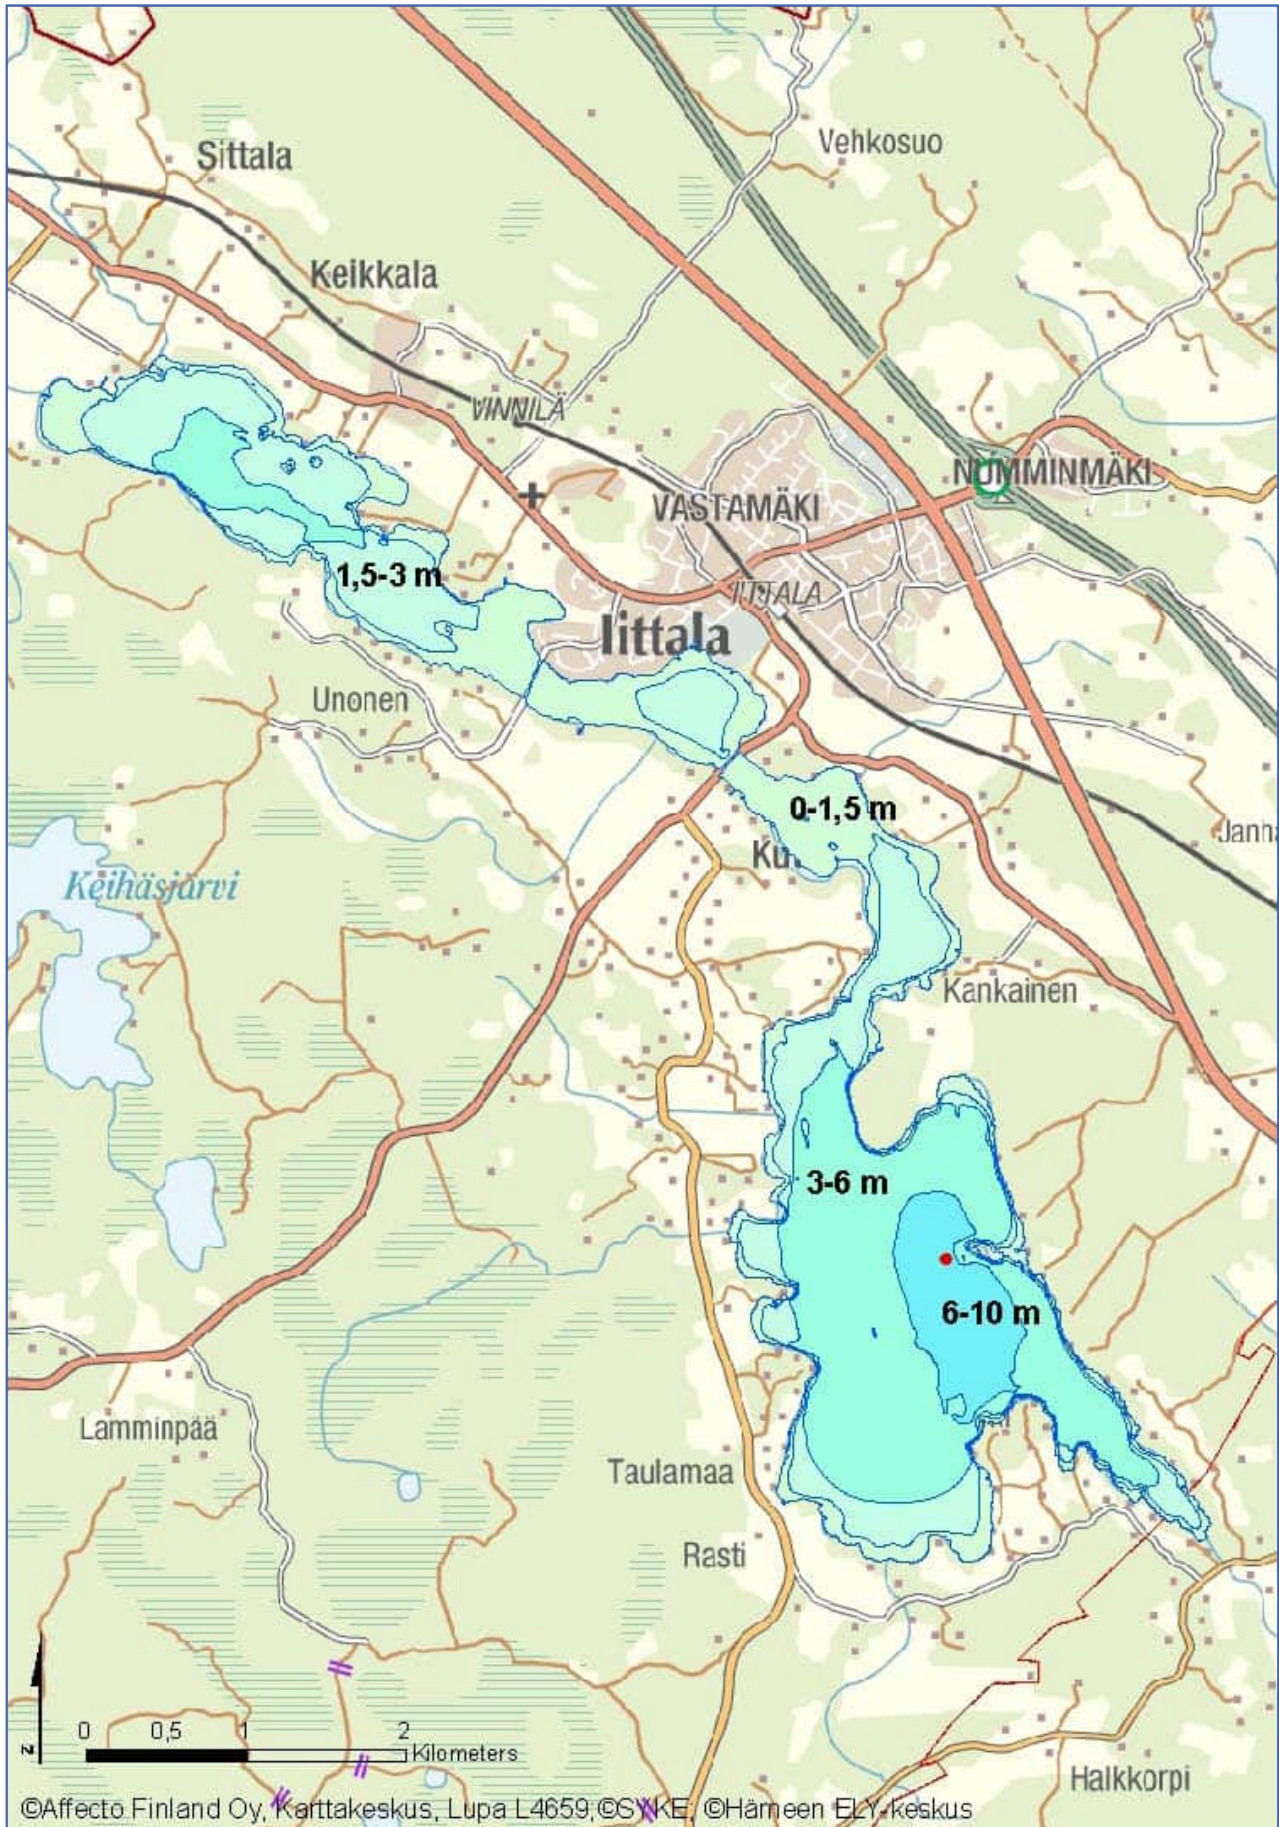 Vehkosuo
Sittala
Keikkala
VINNILÄ
NUMMINMÄKI
VASTAMÄKI
1,5-3 m
IITTALA
Iittala
Unonen
0-1,5 m
Janha
Keihäsjärvi
Kankainen
3-6 m
6-10 m
Lamminpää
Taulamaa
Rasti
0 0,5 1 2
Kilometers
z
Halkkorpi
©Affecto Finland Oy, Karttakeskus, Lupa L4659,©SYKE, ©Hämeen ELY-keskus